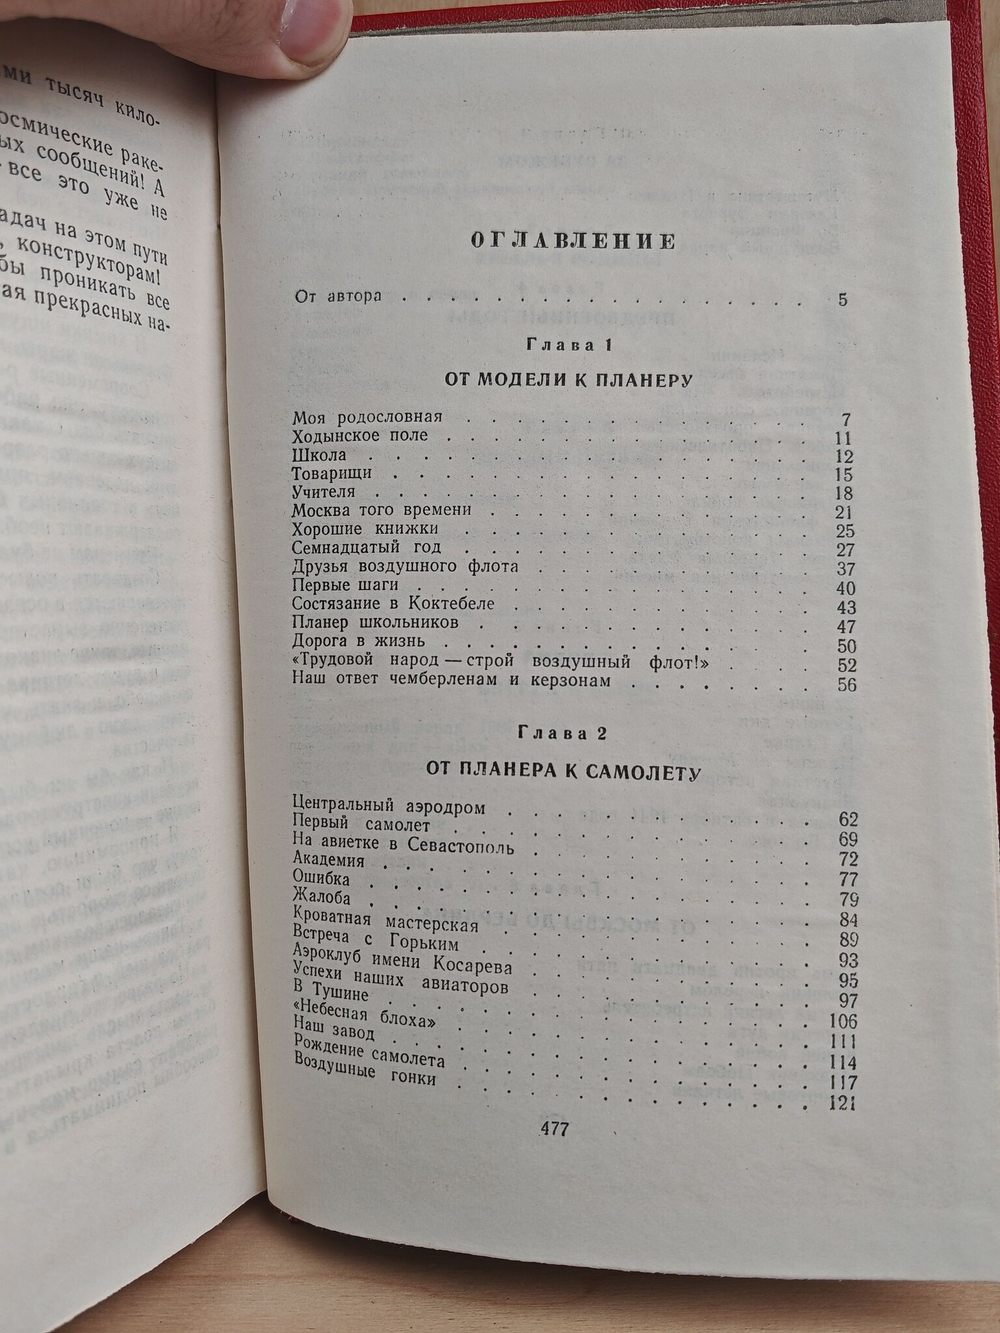 ми тысяч кило-
осмические раке-
ых сообщений! А
все это уже не
адач на этом пути
, конструкторам!
бы проникать все
ая прекрасных на-
ОГЛАВЛЕНИЕ
От автора . . . . . . . . . . . . . . . . . . 5
Глава 1
ОТ МОДЕЛИ К ПЛАНЕРУ
Моя родословная . . . . . . . . . . . . . . 7
Ходынское поле . . . . . . . . . . . . . . . 11
Школа . . . . . . . . . . . . . . . . . . 12
Товарищи . . . . . . . . . . . . . . . . . 15
Учителя . . . . . . . . . . . . . . . . . . 18
Москва того времени . . . . . . . . . . . . . 21
Хорошие книжки . . . . . . . . . . . . . . . 25
Семнадцатый год . . . . . . . . . . . . . . 27
Друзья воздушного флота . . . . . . . . . . . 37
Первые шаги . . . . . . . . . . . . . . . . 40
Состязание в Коктебеле . . . . . . . . . . . . 43
Планер школьников . . . . . . . . . . . . . . 47
Дорога в жизнь . . . . . . . . . . . . . . . 50
«Трудовой народ — строй воздушный флот!» . . . . 52
Наш ответ чемберленам и керзонам . . . . . . . . 56
Глава 2
ОТ ПЛАНЕРА К САМОЛЕТУ
Центральный аэродром . . . . . . . . . . . . 62
Первый самолет . . . . . . . . . . . . . . . 69
На авиетке в Севастополь . . . . . . . . . . . 72
Академия . . . . . . . . . . . . . . . . . 77
Ошибка . . . . . . . . . . . . . . . . . . 79
Жалоба . . . . . . . . . . . . . . . . . . 84
Кроватная мастерская . . . . . . . . . . . . . 89
Встреча с Горьким . . . . . . . . . . . . . . 93
Аэроклуб имени Косарева . . . . . . . . . . . 95
Успехи наших авиаторов . . . . . . . . . . . . 97
В Тушине . . . . . . . . . . . . . . . . . 106
«Небесная блоха» . . . . . . . . . . . . . . 111
Наш завод . . . . . . . . . . . . . . . . . 114
Рождение самолета . . . . . . . . . . . . . . 117
Воздушные гонки . . . . . . . . . . . . . . 121
477